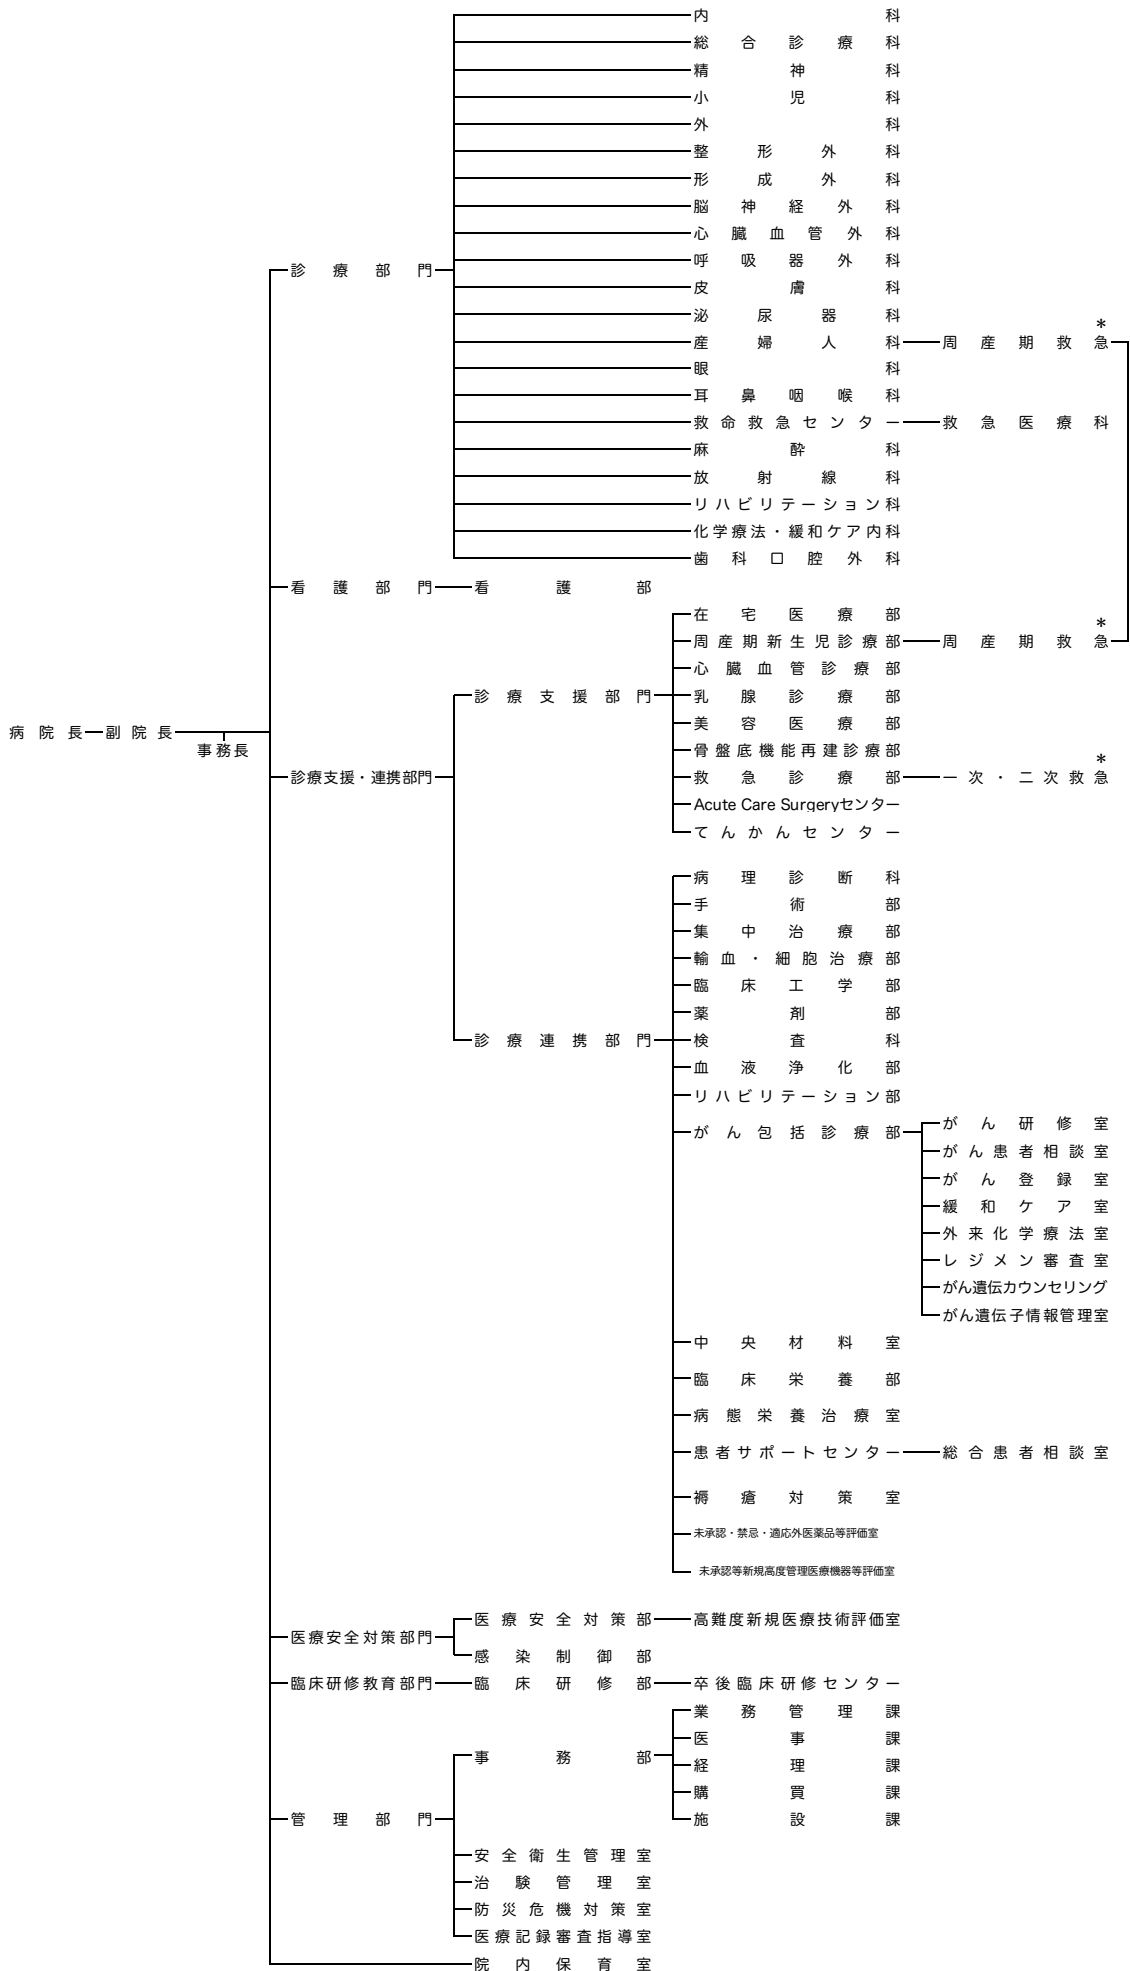 内科
総合診療科
精神科
小児科
外科
整形外科
形成外科
脳神経外科
心臓血管外科
呼吸器外科
診療部門
皮膚科
泌尿器科
*
産婦人科 周産期救急
眼科
耳鼻咽喉科
救命救急センター 救急医療科
麻酔科
放射線科
リハビリテーション科
化学療法・緩和ケア内科
歯科口腔外科
看護部門 看護部
在宅医療部
*
周産期新生児診療部 周産期救急
心臓血管診療部
診療支援部門 乳腺診療部
美容医療部
病院長 副院長
事務長
骨盤底機能再建診療部
*
診療支援・連携部門 救急診療部 一次・二次救急
Acute Care Surgeryセンター
てんかんセンター
病理診断科
手術部
集中治療部
輸血・細胞治療部
臨床工学部
薬剤部
診療連携部門 検査科
血液浄化部
リハビリテーション部
がん包括診療部
がん研修室
がん患者相談室
がん登録室
緩和ケア室
外来化学療法室
レジメン審査室
がん遺伝カウンセリング
がん遺伝子情報管理室
中央材料室
臨床栄養部
病態栄養治療室
患者サポートセンター 総合患者相談室
褥瘡対策室
未承認・禁忌・適応外医薬品等評価室
未承認等新規高度管理医療機器等評価室
医療安全対策部門
医療安全対策部 高難度新規医療技術評価室
感染制御部
臨床研修教育部門 臨床研修部 卒後臨床研修センター
業務管理課
医事課
事務部
経理課
購買課
管理部門 施設課
安全衛生管理室
治験管理室
防災危機対策室
医療記録審査指導室
院内保育室